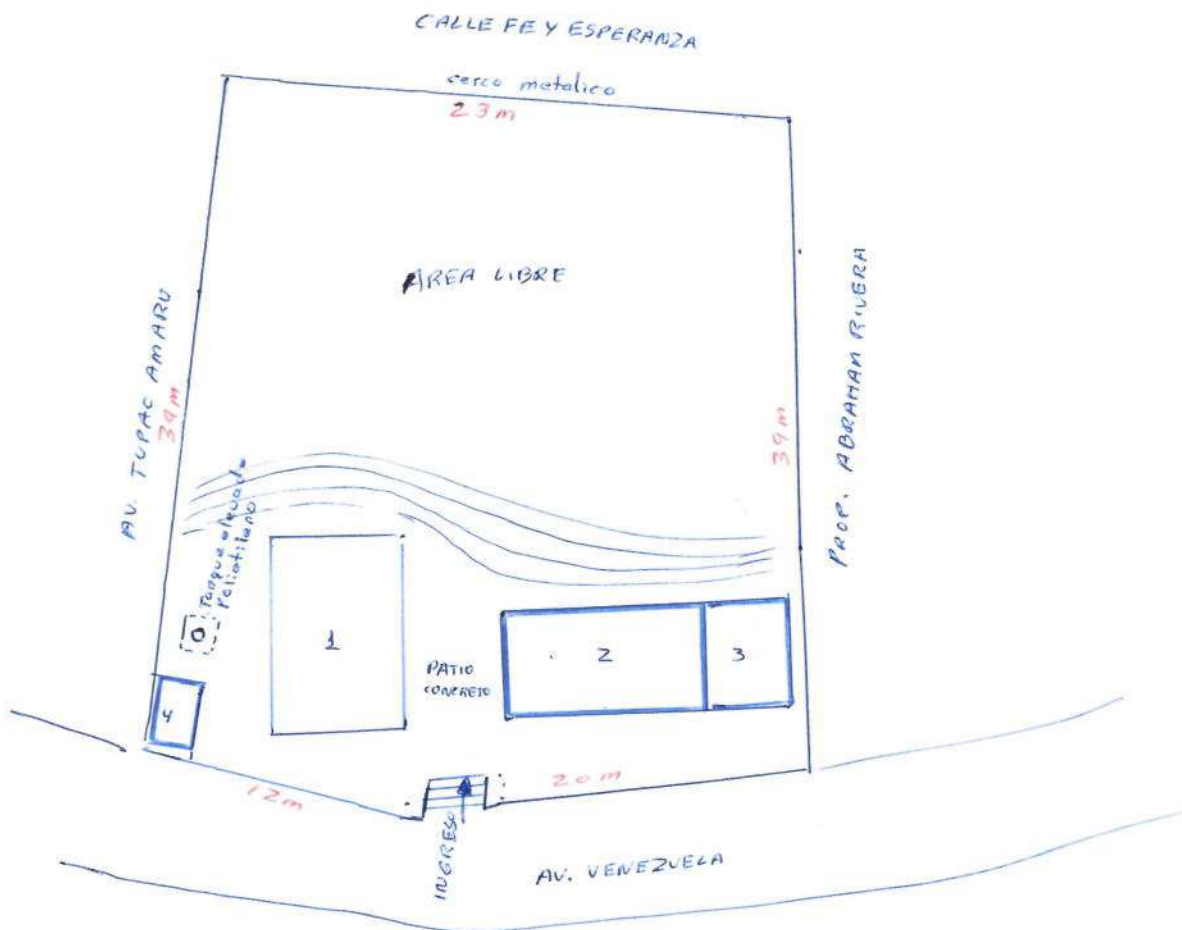 CALLE FE Y ESPERANZA
cerco metalico
23m
AREA LIBRE
AV. TUPAC AMARU
39m
PROP. ABRAHAM RIVERA
39m
Tanque elevado
Polietileno
1
2
3
4
PATIO
CONCRETO
12m
20m
INGRESO
AV. VENEZUELA